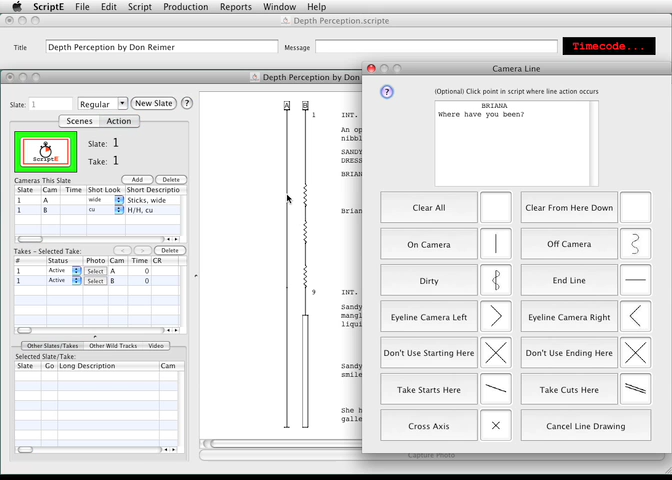 ScriptE File Edit Script Production Reports Window Help
Depth Perception.scripte
Title Depth Perception by Don Reimer Message Timecode...
Depth Perception by Don
Slate: 1 Regular New Slate ?
Scenes Action
ScriptE
Slate: 1
Take: 1
Cameras This Slate Add Delete
Slate Cam Time Shot Look Short Descriptio
1 A wide Sticks, wide
1 B cu H/H, cu
Takes – Selected Take: < > Delete
# Status Photo Cam Time CR
1 Active Select A 0
1 Active Select B 0
Other Slates/Takes Other Wild Tracks Video
Selected Slate/Take: Delete
Slate Go Long Description Cam
A B
1 INT.
An op
nibbl
SANDY
DRESS
BRIAN
Brian
9 INT.
Sandy
mangl
liqui
Sandy
smile
She h
galle
Capture Photo
Camera Line
? (Optional) Click point in script where line action occurs
BRIANA
Where have you been?
Clear All Clear From Here Down
On Camera Off Camera
Dirty End Line
Eyeline Camera Left Eyeline Camera Right
Don't Use Starting Here Don't Use Ending Here
Take Starts Here Take Cuts Here
Cross Axis Cancel Line Drawing